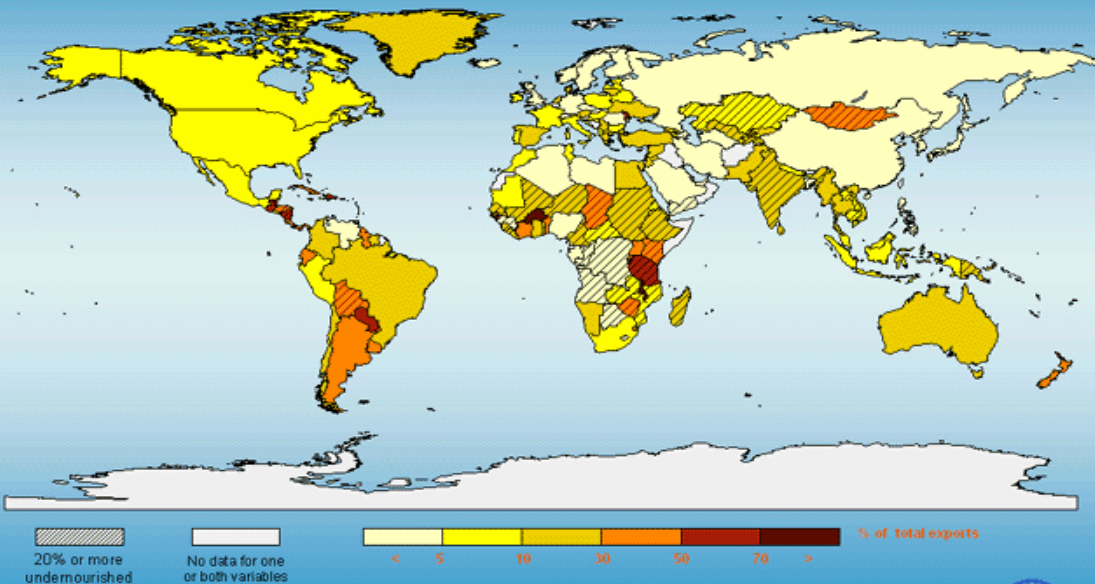 20% or more
undernourished
No data for one
or both variables
< 5 10 30 50 70 >
% of total exports